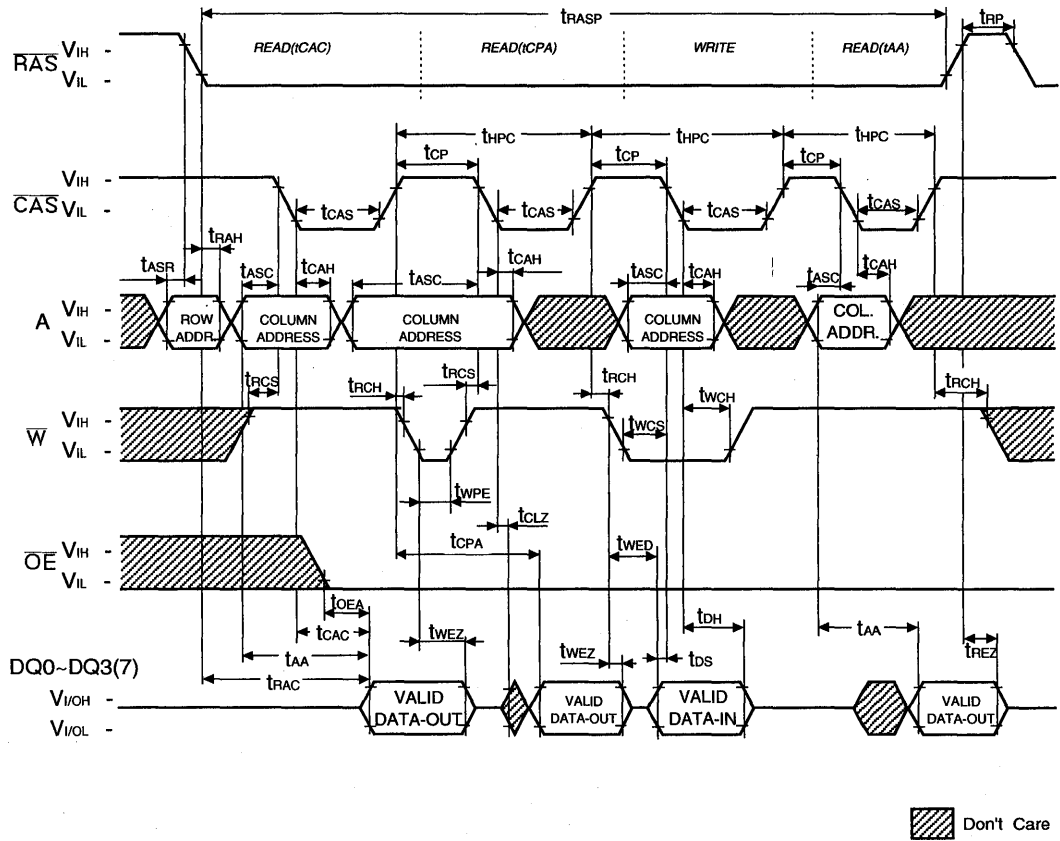 tRASP
tRP
READ(tCAC) READ(tCPA) WRITE READ(tAA)
RAS VIH -
VIL -
tHPC tHPC tHPC
tCP tCP tCP
CAS VIH -
VIL -
tCAS tCAS tCAS tCAS
tRAH
tASR tASC tCAH tASC tCAH tASC tCAH tASC tCAH
A VIH -
VIL -
ROW ADDR. COLUMN ADDRESS COLUMN ADDRESS COLUMN ADDRESS COL. ADDR.
tRCS tRCH tRCS tRCH tWCH tRCH
W VIH -
VIL -
tWCS
tWPE
tCLZ
tCPA tWED
OE VIH -
VIL -
tOEA
tCAC tWEZ tDH tAA
tAA tWEZ tDS tREZ
tRAC
DQ0~DQ3(7)
VI/OH -
VI/OL -
VALID DATA-OUT VALID DATA-OUT VALID DATA-IN VALID DATA-OUT
Don't Care